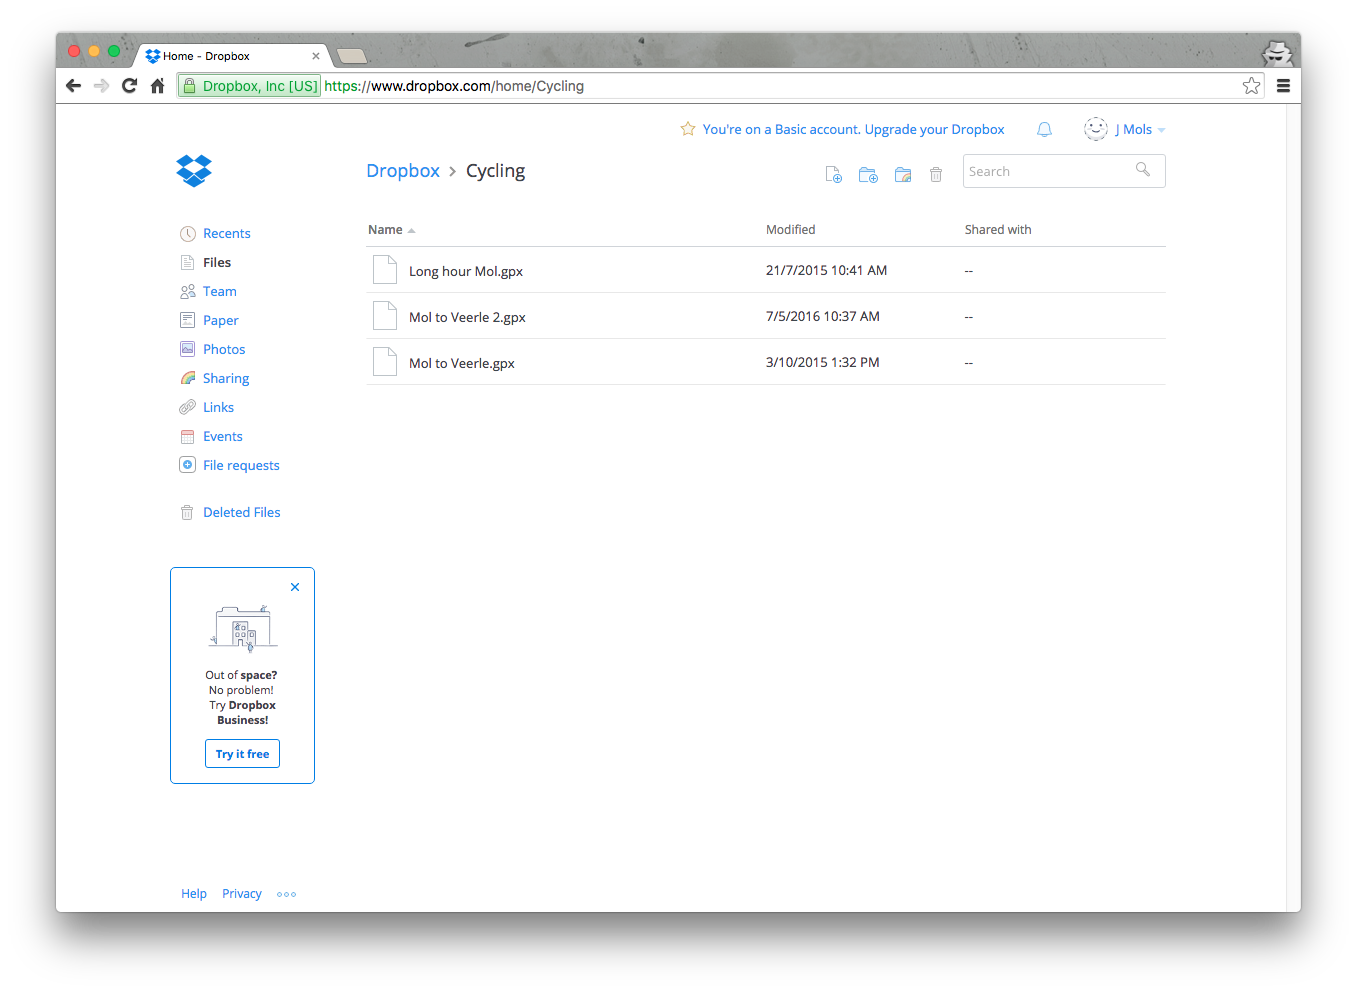 Home - Dropbox
Dropbox, Inc [US] https://www.dropbox.com/home/Cycling
You're on a Basic account. Upgrade your Dropbox
J Mols
Dropbox > Cycling
Search
Recents
Files
Team
Paper
Photos
Sharing
Links
Events
File requests
Deleted Files
Name Modified Shared with
Long hour Mol.gpx 21/7/2015 10:41 AM --
Mol to Veerle 2.gpx 7/5/2016 10:37 AM --
Mol to Veerle.gpx 3/10/2015 1:32 PM --
Out of space?
No problem!
Try Dropbox
Business!
Try it free
Help Privacy